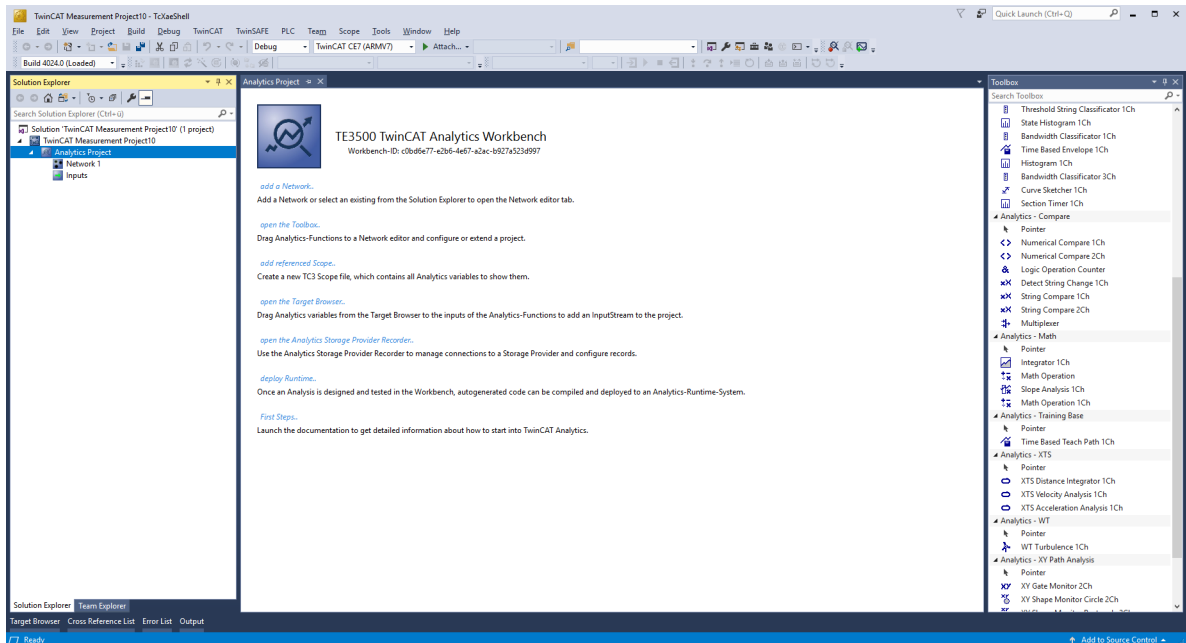 TwinCAT Measurement Project10 - TcXaeShell
Quick Launch (Ctrl+Q)
File Edit View Project Build Debug TwinCAT TwinSAFE PLC Team Scope Tools Window Help
Debug TwinCAT CE7 (ARMV7) Attach...
Build 4024.0 (Loaded)
Solution Explorer
Search Solution Explorer (Ctrl+ü)
Solution 'TwinCAT Measurement Project10' (1 project)
TwinCAT Measurement Project10
Analytics Project
Network 1
Inputs
Solution Explorer Team Explorer
Analytics Project
TE3500 TwinCAT Analytics Workbench
Workbench-ID: c0bd6e77-e2b6-4e67-a2ac-b927a523d997
add a Network..
Add a Network or select an existing from the Solution Explorer to open the Network editor tab.
open the Toolbox..
Drag Analytics-Functions to a Network editor and configure or extend a project.
add referenced Scope..
Create a new TC3 Scope file, which contains all Analytics variables to show them.
open the Target Browser..
Drag Analytics variables from the Target Browser to the inputs of the Analytics-Functions to add an InputStream to the project.
open the Analytics Storage Provider Recorder..
Use the Analytics Storage Provider Recorder to manage connections to a Storage Provider and configure records.
deploy Runtime..
Once an Analysis is designed and tested in the Workbench, autogenerated code can be compiled and deployed to an Analytics-Runtime-System.
First Steps..
Launch the documentation to get detailed information about how to start into TwinCAT Analytics.
Toolbox
Search Toolbox
Threshold String Classificator 1Ch
State Histogram 1Ch
Bandwidth Classificator 1Ch
Time Based Envelope 1Ch
Histogram 1Ch
Bandwidth Classificator 3Ch
Curve Sketcher 1Ch
Section Timer 1Ch
Analytics - Compare
Pointer
Numerical Compare 1Ch
Numerical Compare 2Ch
Logic Operation Counter
Detect String Change 1Ch
String Compare 1Ch
String Compare 2Ch
Multiplexer
Analytics - Math
Pointer
Integrator 1Ch
Math Operation
Slope Analysis 1Ch
Math Operation 1Ch
Analytics - Training Base
Pointer
Time Based Teach Path 1Ch
Analytics - XTS
Pointer
XTS Distance Integrator 1Ch
XTS Velocity Analysis 1Ch
XTS Acceleration Analysis 1Ch
Analytics - WT
Pointer
WT Turbulence 1Ch
Analytics - XY Path Analysis
Pointer
XY Gate Monitor 2Ch
XY Shape Monitor Circle 2Ch
Target Browser Cross Reference List Error List Output
Ready
Add to Source Control